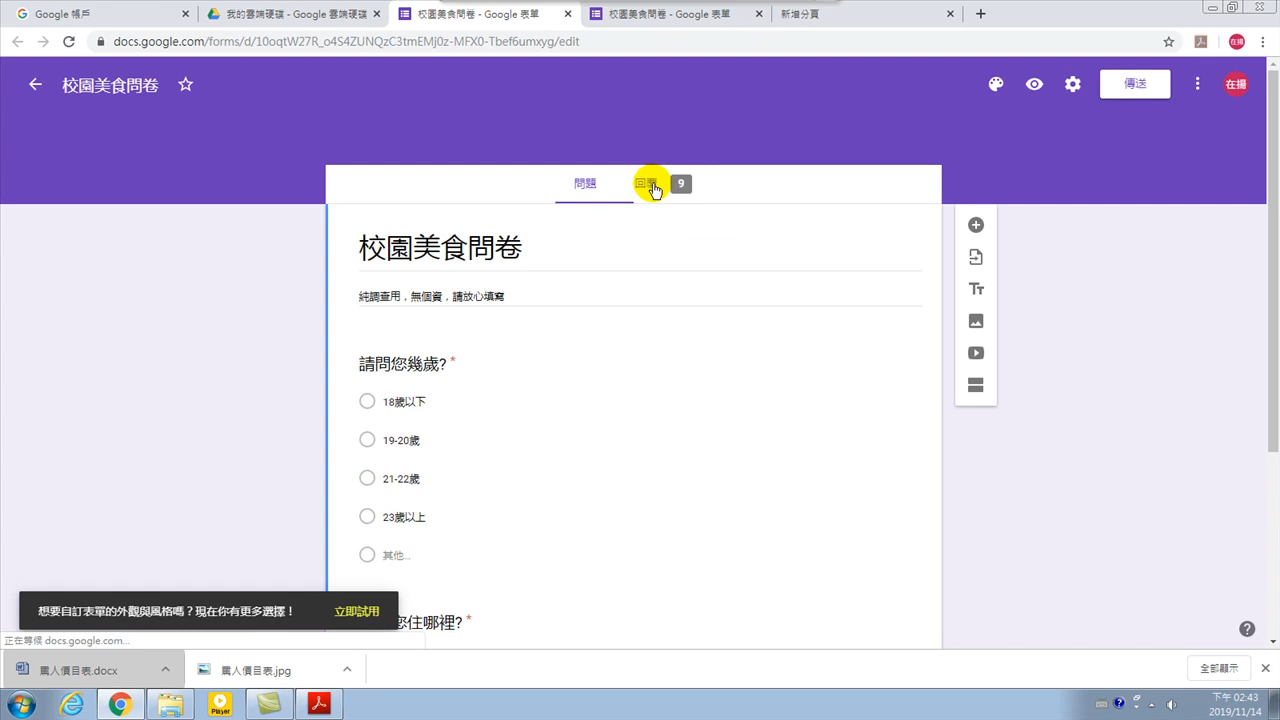 Google 帳戶
我的雲端硬碟 - Google 雲端硬碟
校園美食問卷 - Google 表單
校園美食問卷 - Google 表單
新增分頁
docs.google.com/forms/d/10oqtW27R_o4S4ZUNQzC3tmEMJ0z-MFX0-Tbef6umxyg/edit
在揚
校園美食問卷
傳送
在揚
問題
回覆
9
校園美食問卷
純調查用，無個資，請放心填寫
請問您幾歲? *
18歲以下
19-20歲
21-22歲
23歲以上
其他...
您住哪裡? *
想要自訂表單的外觀與風格嗎？現在你有更多選擇！
立即試用
正在等候 docs.google.com...
罵人價目表.docx
罵人價目表.jpg
全部顯示
Player
下午 02:43
2019/11/14